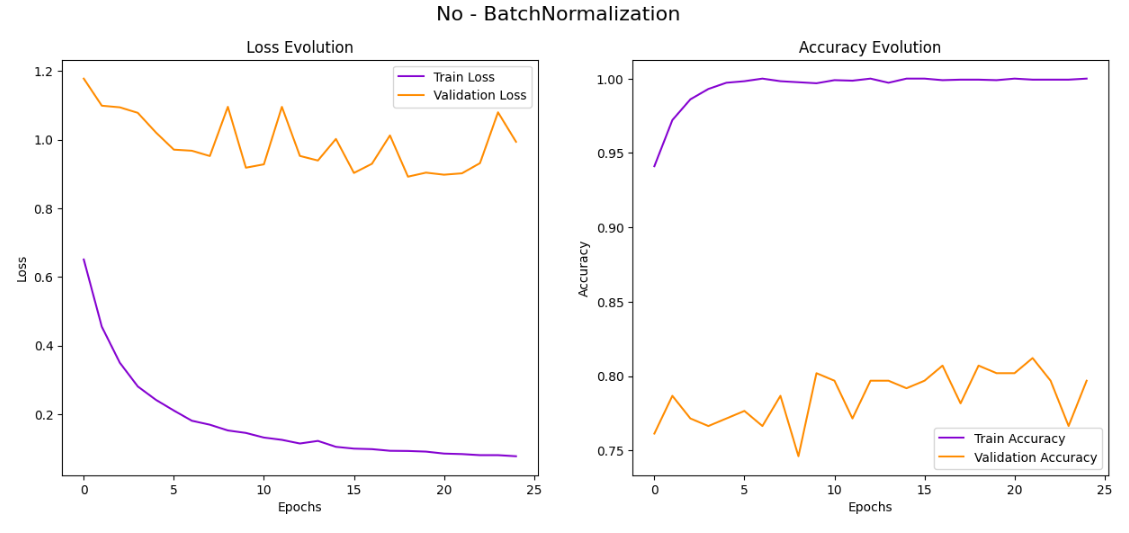 No - BatchNormalization
Loss Evolution
Loss
1.2
1.0
0.8
0.6
0.4
0.2
Train Loss
Validation Loss
0
5
10
15
20
25
Epochs
Accuracy Evolution
Accuracy
1.00
0.95
0.90
0.85
0.80
0.75
Train Accuracy
Validation Accuracy
0
5
10
15
20
25
Epochs